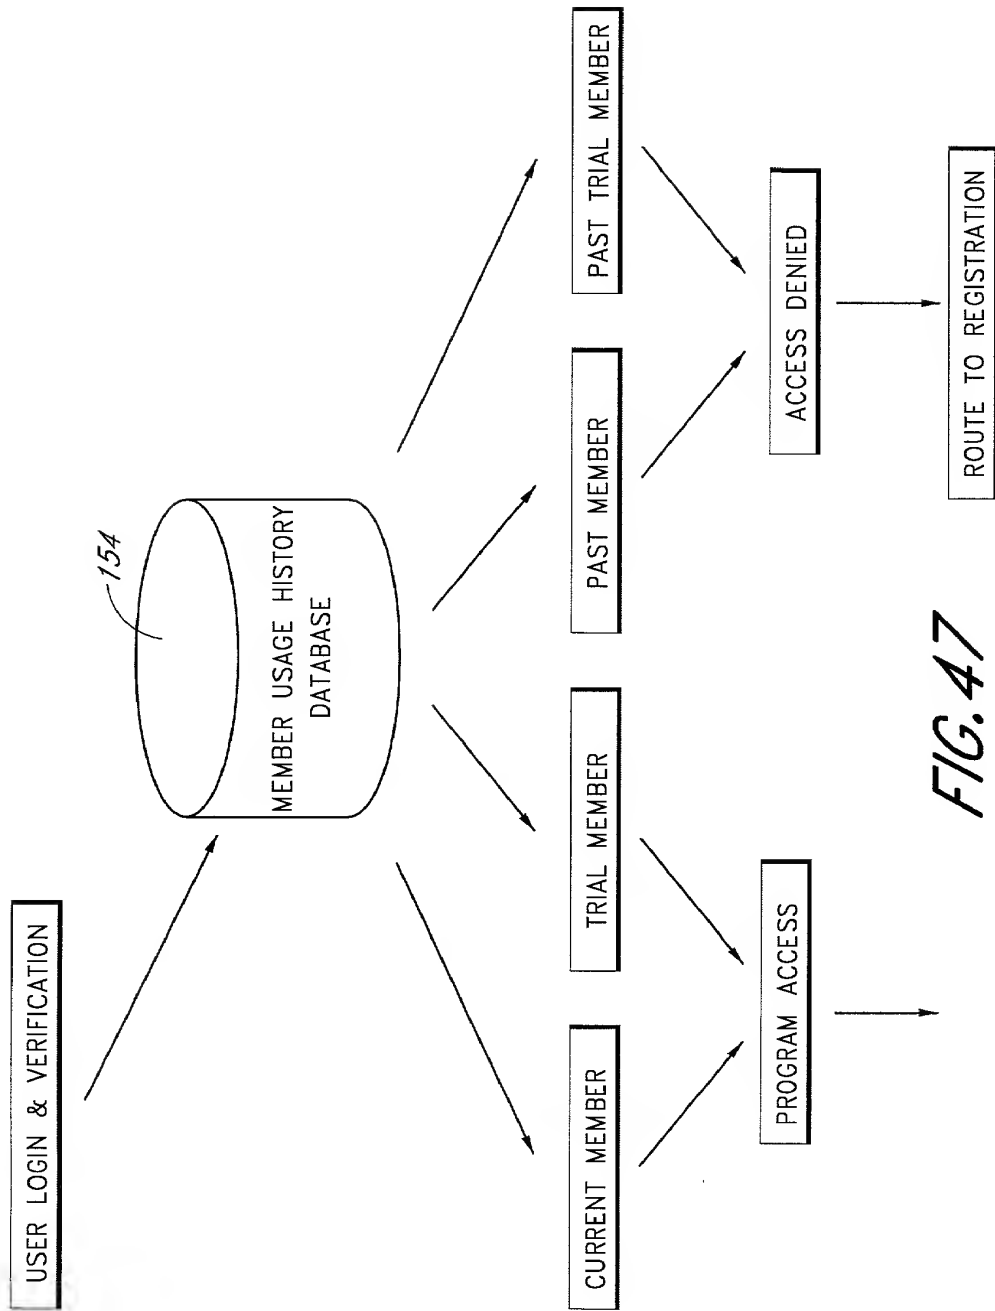 USER LOGIN & VERIFICATION
154
MEMBER USAGE HISTORY
DATABASE
CURRENT MEMBER
TRIAL MEMBER
PAST MEMBER
PAST TRIAL MEMBER
PROGRAM ACCESS
ACCESS DENIED
ROUTE TO REGISTRATION
FIG. 47